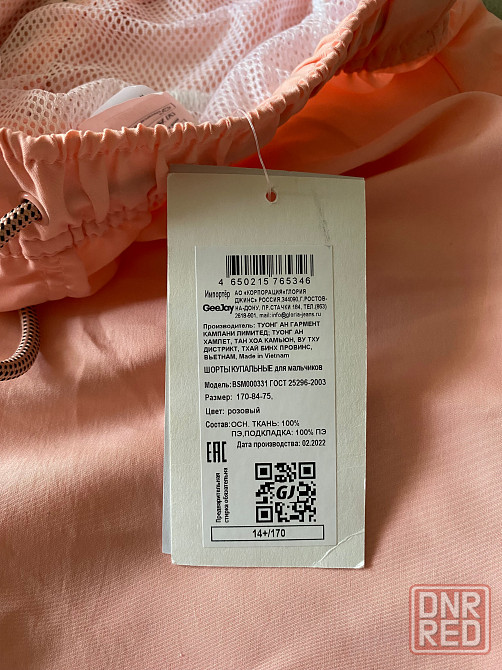 4 650215 765346
Импортёр АО «КОРПОРАЦИЯ«ГЛОРИЯ
GeeJay ДЖИНС» РОССИЯ,344090,Г.РОСТОВ-
НА-ДОНУ, ПР.СТАЧКИ 184, ТЕЛ.(863)
2618-601, mail:info@gloria-jeans.ru
Производитель: ТУОНГ АН ГАРМЕНТ
КАМПАНИ ЛИМИТЕД; ТУОНГ АН
ХАМЛЕТ, ТАН ХОА КАМЬЮН, ВУ ТХУ
ДИСТРИКТ, ТХАЙ БИНХ ПРОВИНС,
ВЬЕТНАМ, Made in Vietnam
ШОРТЫ КУПАЛЬНЫЕ для мальчиков
Модель:BSM000331 ГОСТ 25296-2003
Размер: 170-84-75,
Цвет: розовый
Состав:ОСН. ТКАНЬ: 100%
ПЭ,ПОДКЛАДКА: 100% ПЭ
Дата производства: 02.2022
EAC
Предварительная
стирка обязательна
GJ
14+/170
DNR
RED